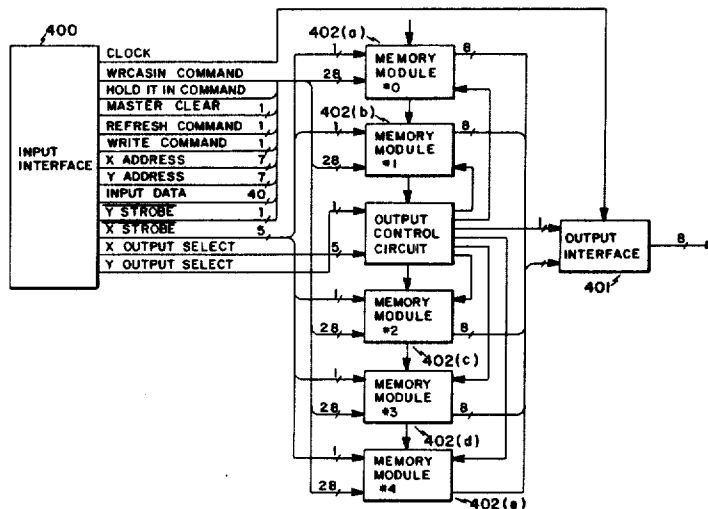 400
INPUT
INTERFACE
CLOCK
WRCASIN COMMAND
HOLD IT IN COMMAND
MASTER CLEAR 1
REFRESH COMMAND 1
WRITE COMMAND 1
X ADDRESS 7
Y ADDRESS 7
INPUT DATA 40
Y STROBE 1
X STROBE 5
X OUTPUT SELECT
Y OUTPUT SELECT
402(a)
1
28
MEMORY
MODULE
#0
8
402(b)
1
28
MEMORY
MODULE
#1
8
1
5
OUTPUT
CONTROL
CIRCUIT
1
OUTPUT
INTERFACE
8
401
1
28
MEMORY
MODULE
#2
8
402(c)
1
28
MEMORY
MODULE
#3
8
402(d)
1
28
MEMORY
MODULE
#4
402(e)